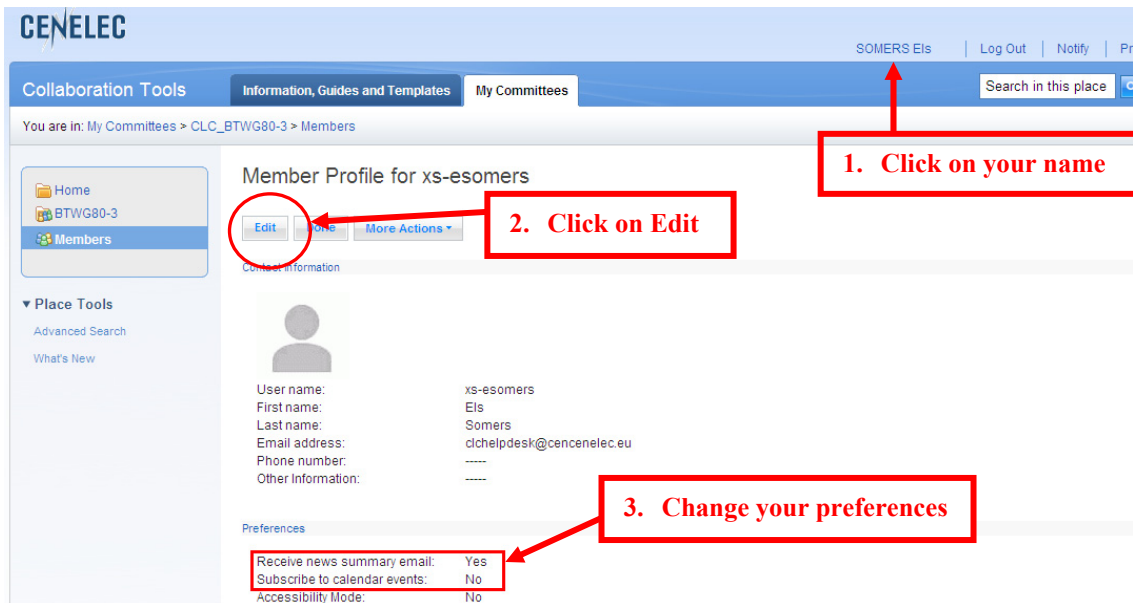 CENELEC
SOMERS Els | Log Out | Notify | Pr
Collaboration Tools
Information, Guides and Templates
My Committees
Search in this place
You are in: My Committees > CLC_BTWG80-3 > Members
1. Click on your name
Home
BTWG80-3
Members
Member Profile for xs-esomers
Edit
Done
More Actions
2. Click on Edit
Contact Information
Place Tools
Advanced Search
What's New
User name: xs-esomers
First name: Els
Last name: Somers
Email address: clchelpdesk@cencenelec.eu
Phone number: -----
Other Information: -----
3. Change your preferences
Preferences
Receive news summary email: Yes
Subscribe to calendar events: No
Accessibility Mode: No